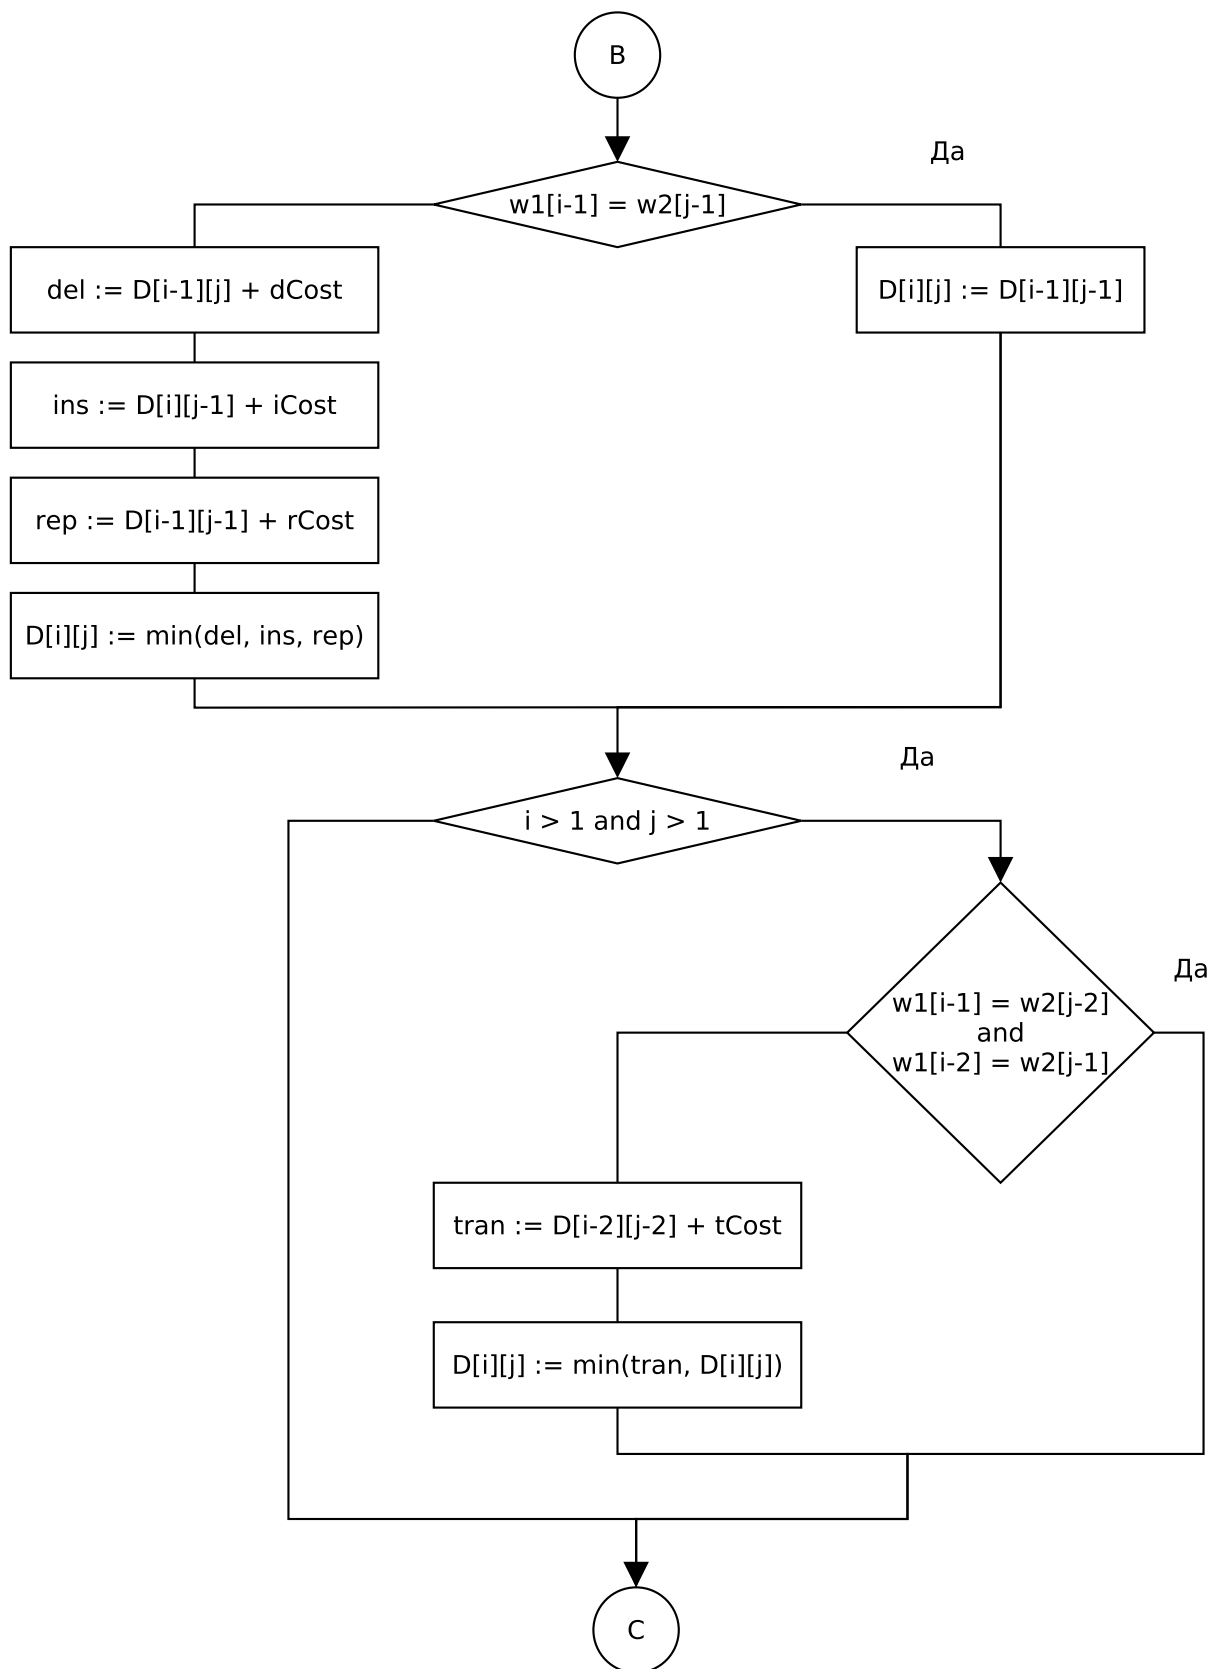 B
Да
w1[i-1] = w2[j-1]
del := D[i-1][j] + dCost
D[i][j] := D[i-1][j-1]
ins := D[i][j-1] + iCost
rep := D[i-1][j-1] + rCost
D[i][j] := min(del, ins, rep)
Да
i > 1 and j > 1
Да
w1[i-1] = w2[j-2]
and
w1[i-2] = w2[j-1]
tran := D[i-2][j-2] + tCost
D[i][j] := min(tran, D[i][j])
C